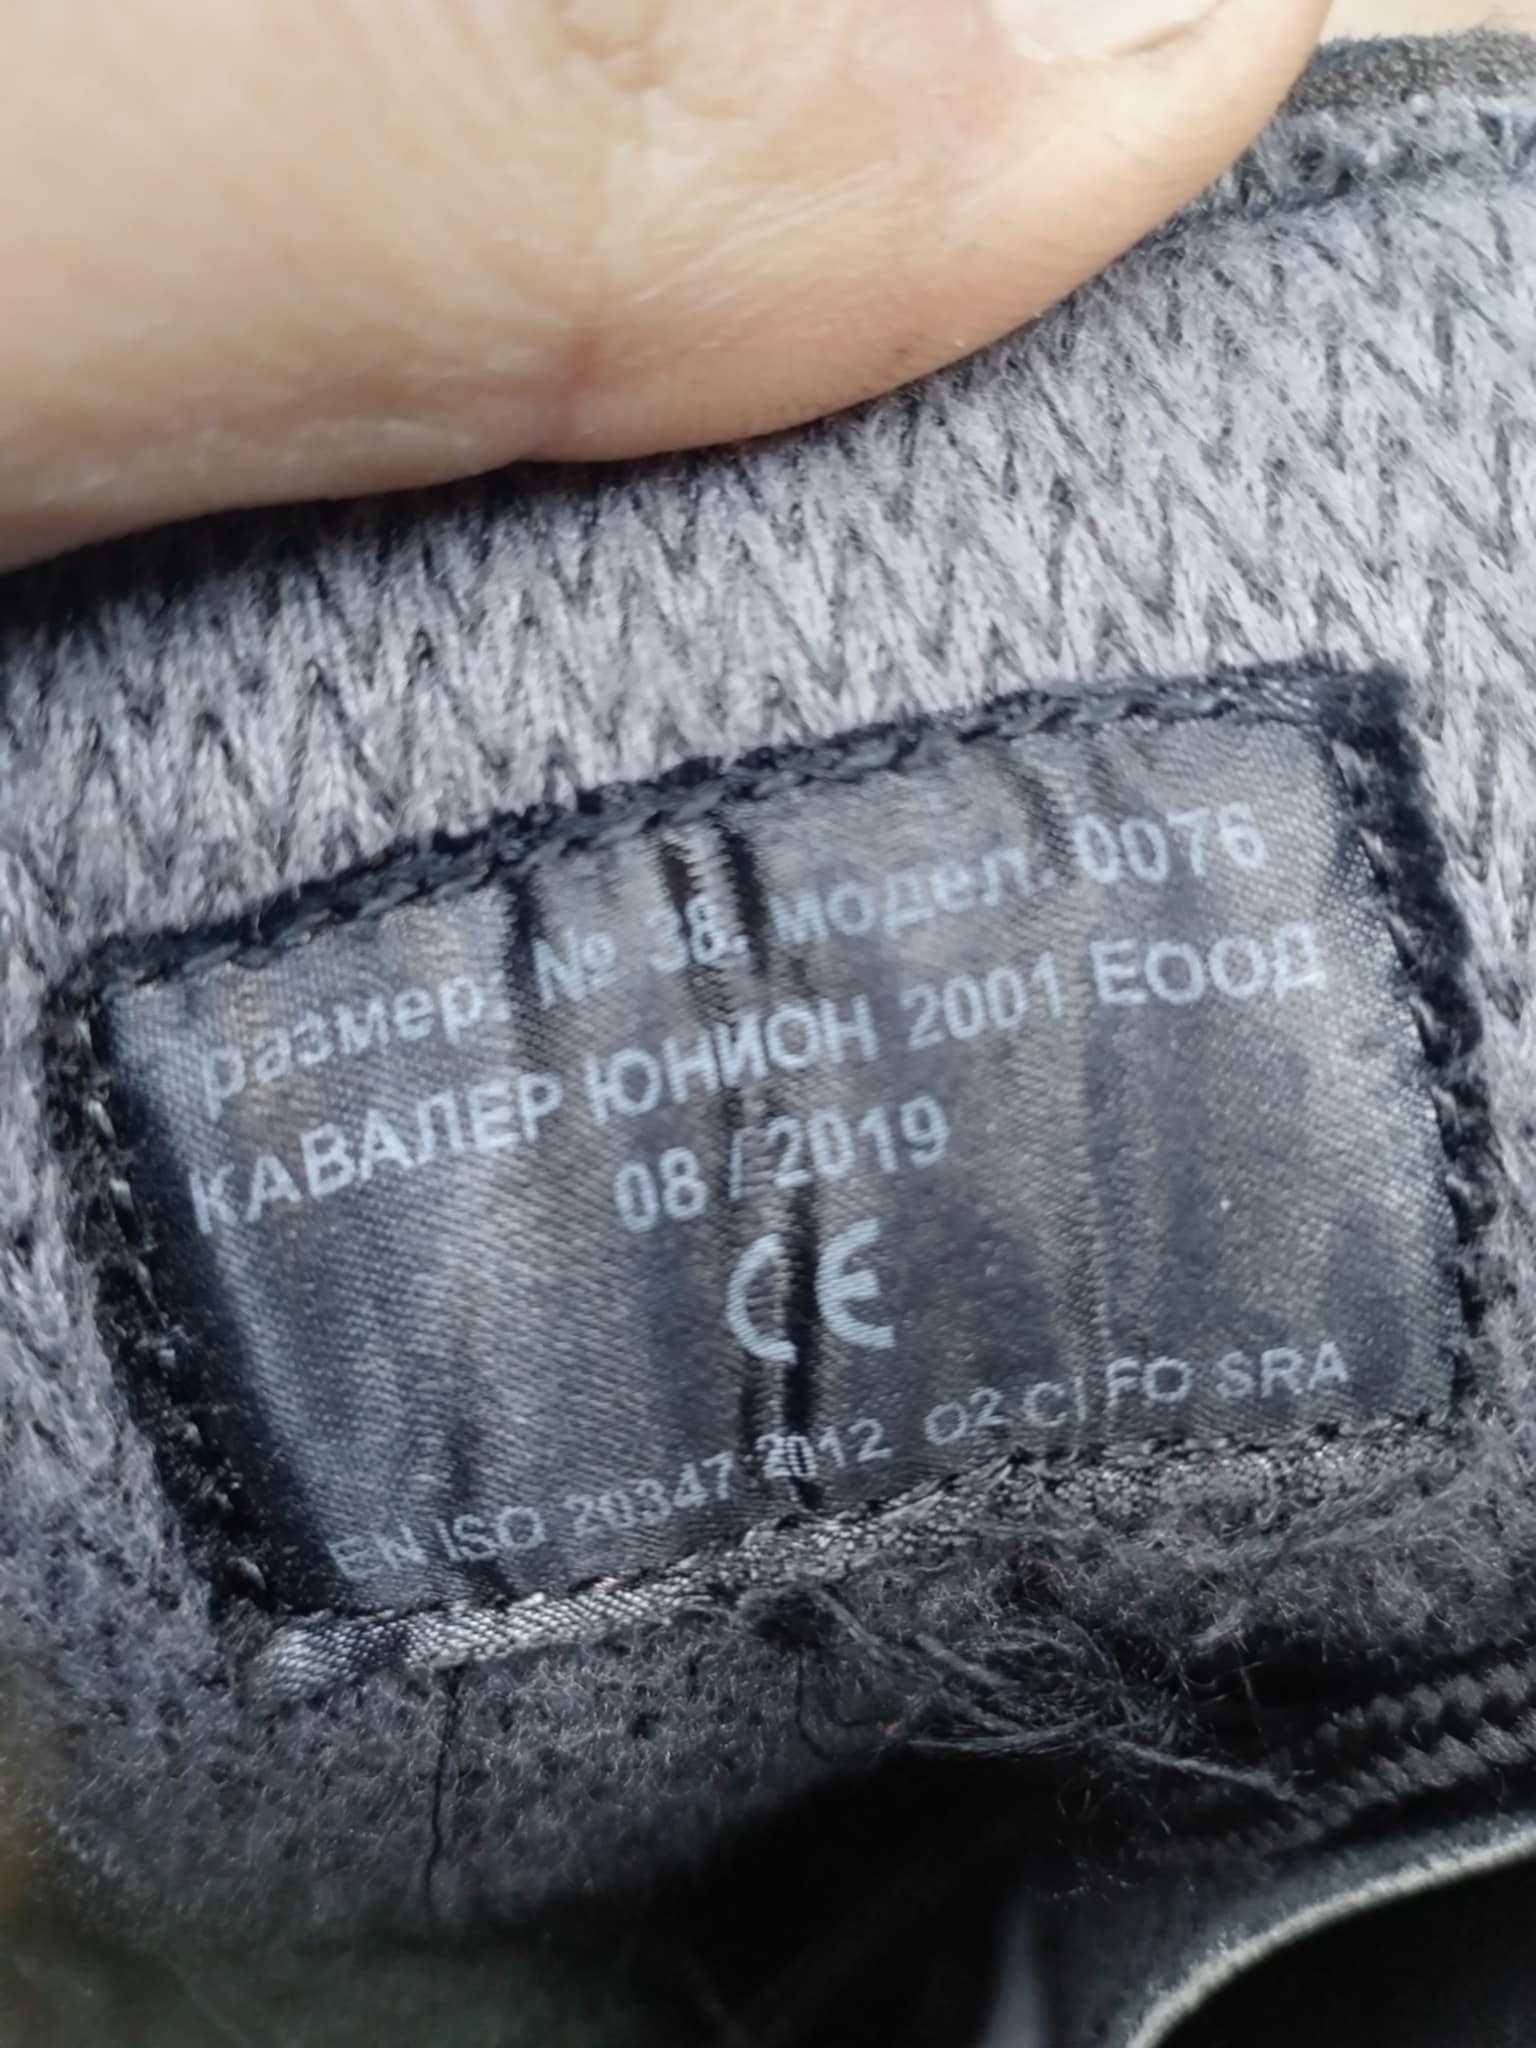 размер: № 38, модел. 0076
КАВАЛЕР ЮНИОН 2001 ЕООД
08 / 2019
CE
EN ISO 20347:2012 O2 CI FO SRA